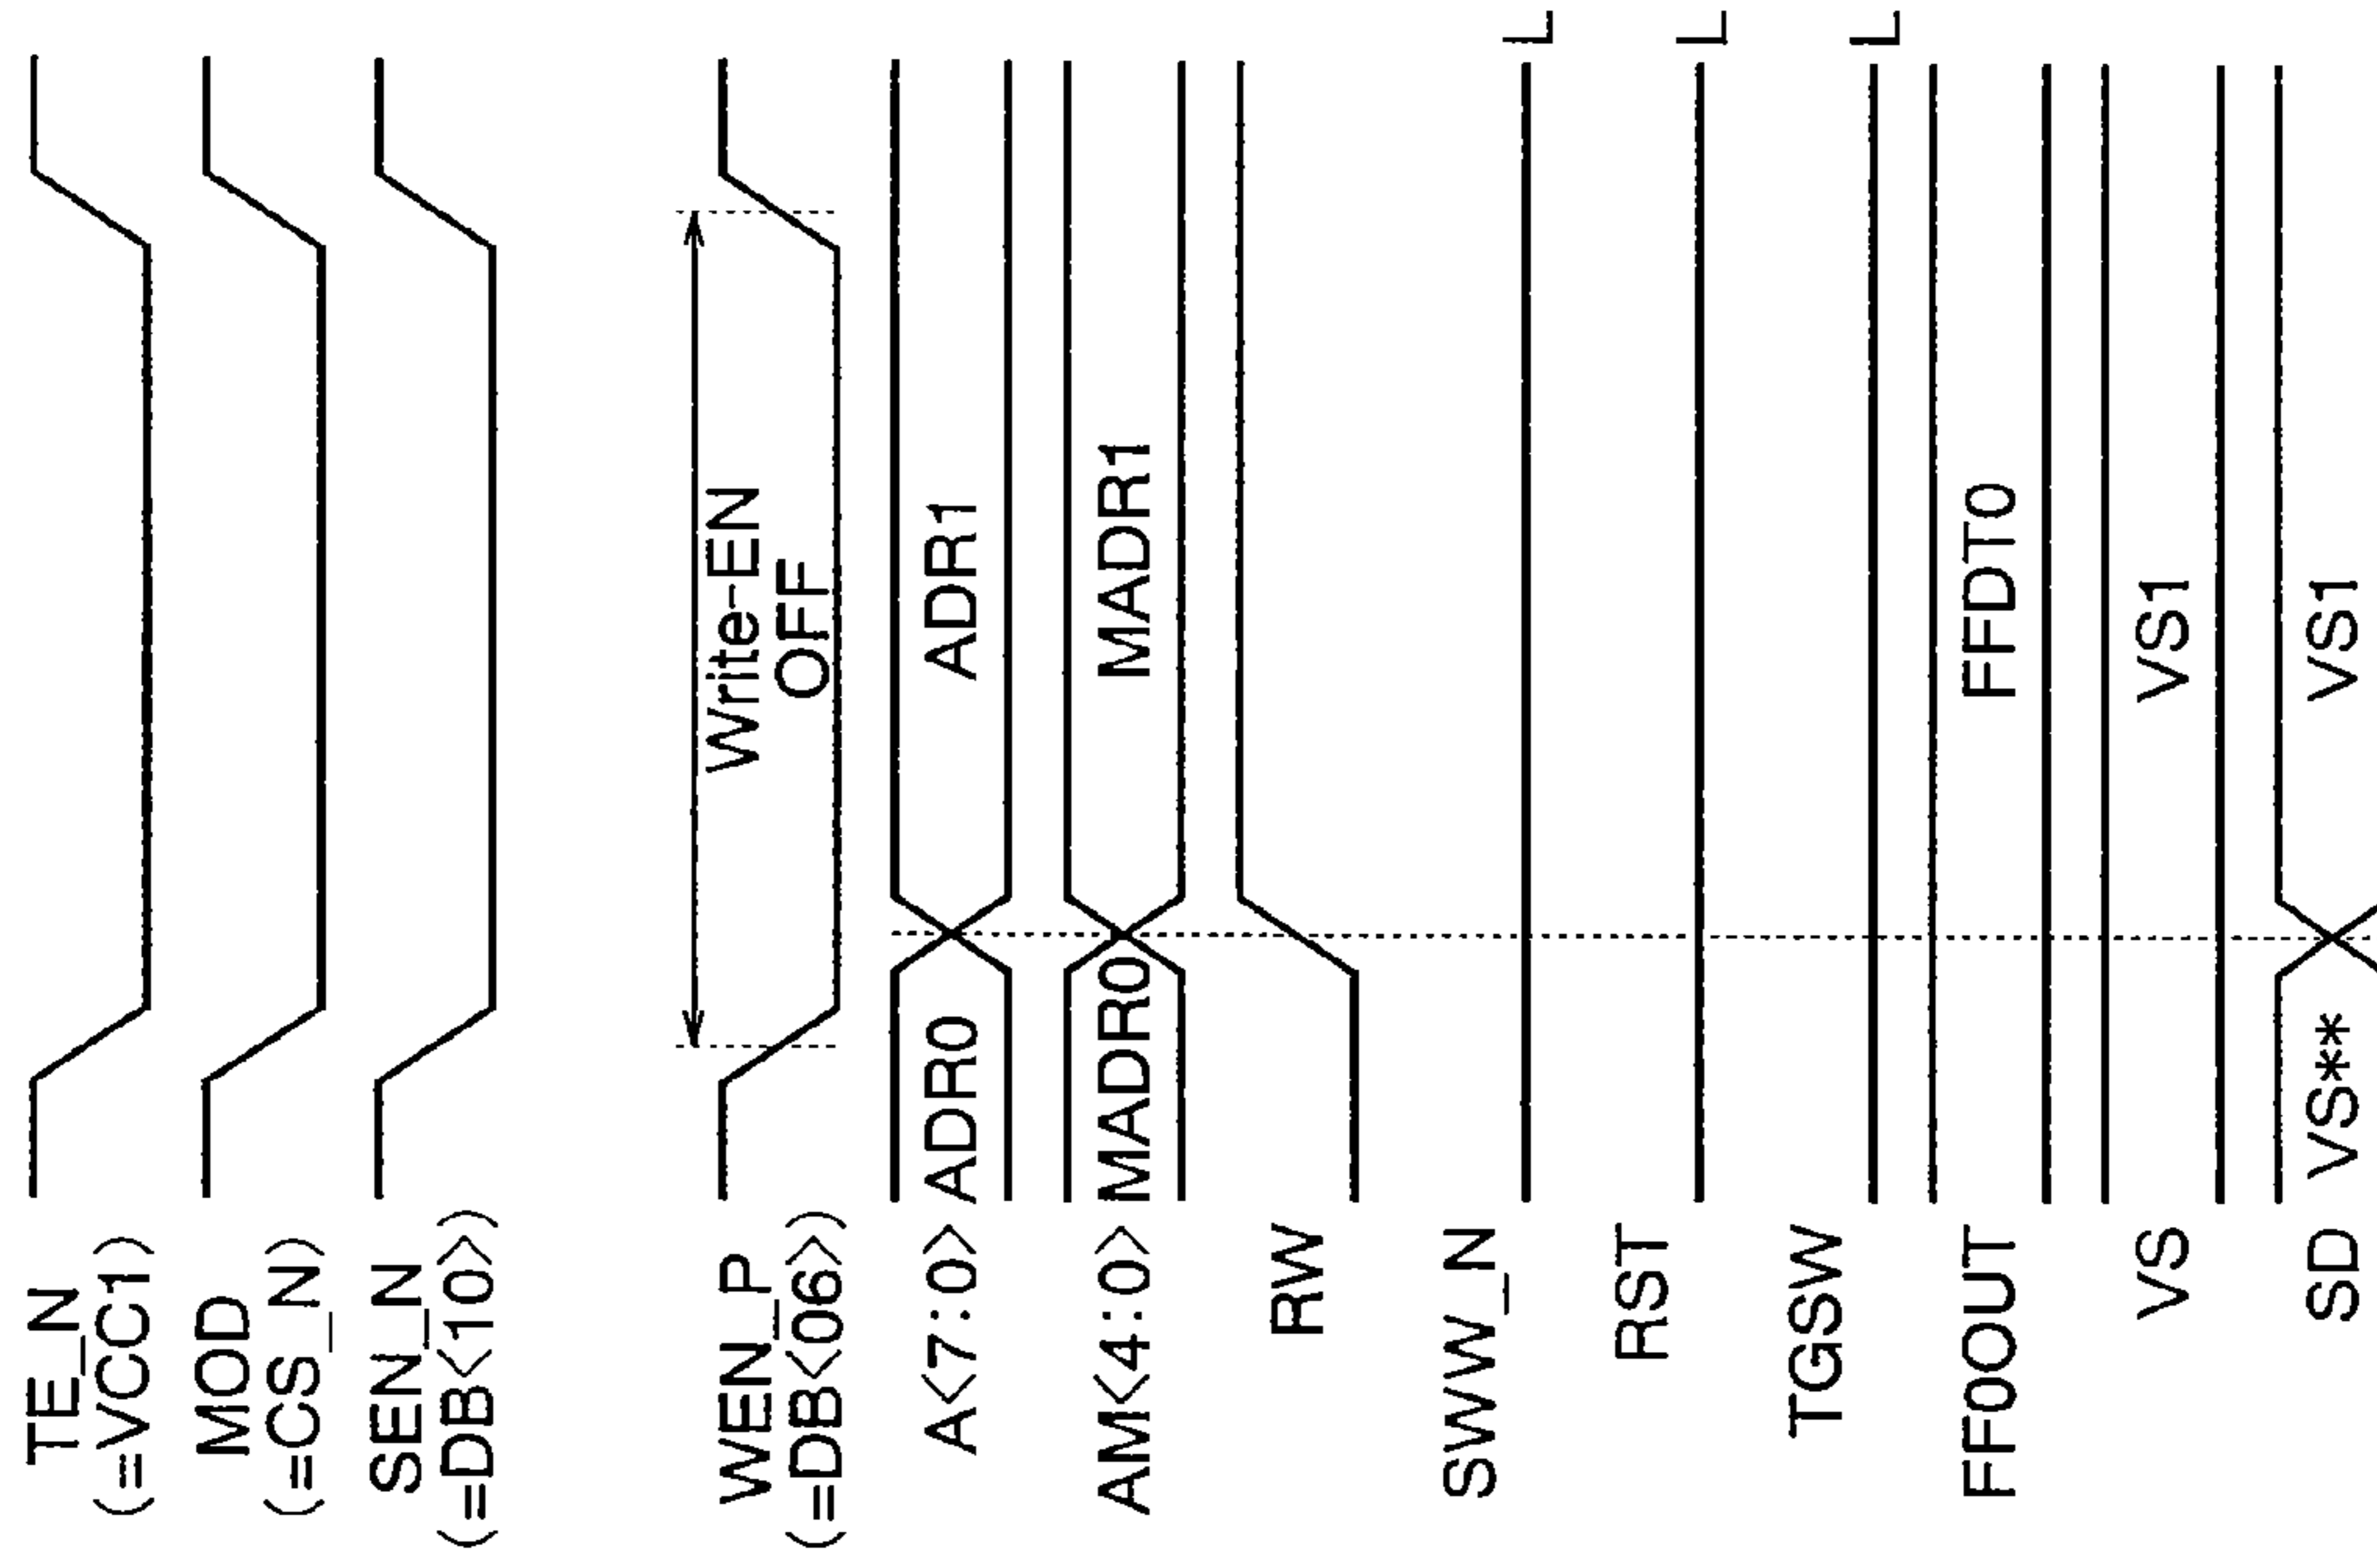 TE_N
(=VCC1)
MOD
(=CS_N)
SEN_N
(=DB<10>)
Write-EN
OFF
WEN_P
(=DB<06>)
A<7:0> ADR0 ADR1
AM<4:0> MADR0 MADR1
RW
SWW_N L
RST L
TGSW L
FF0OUT FFDT0
VS VS1
SD VS** VS1